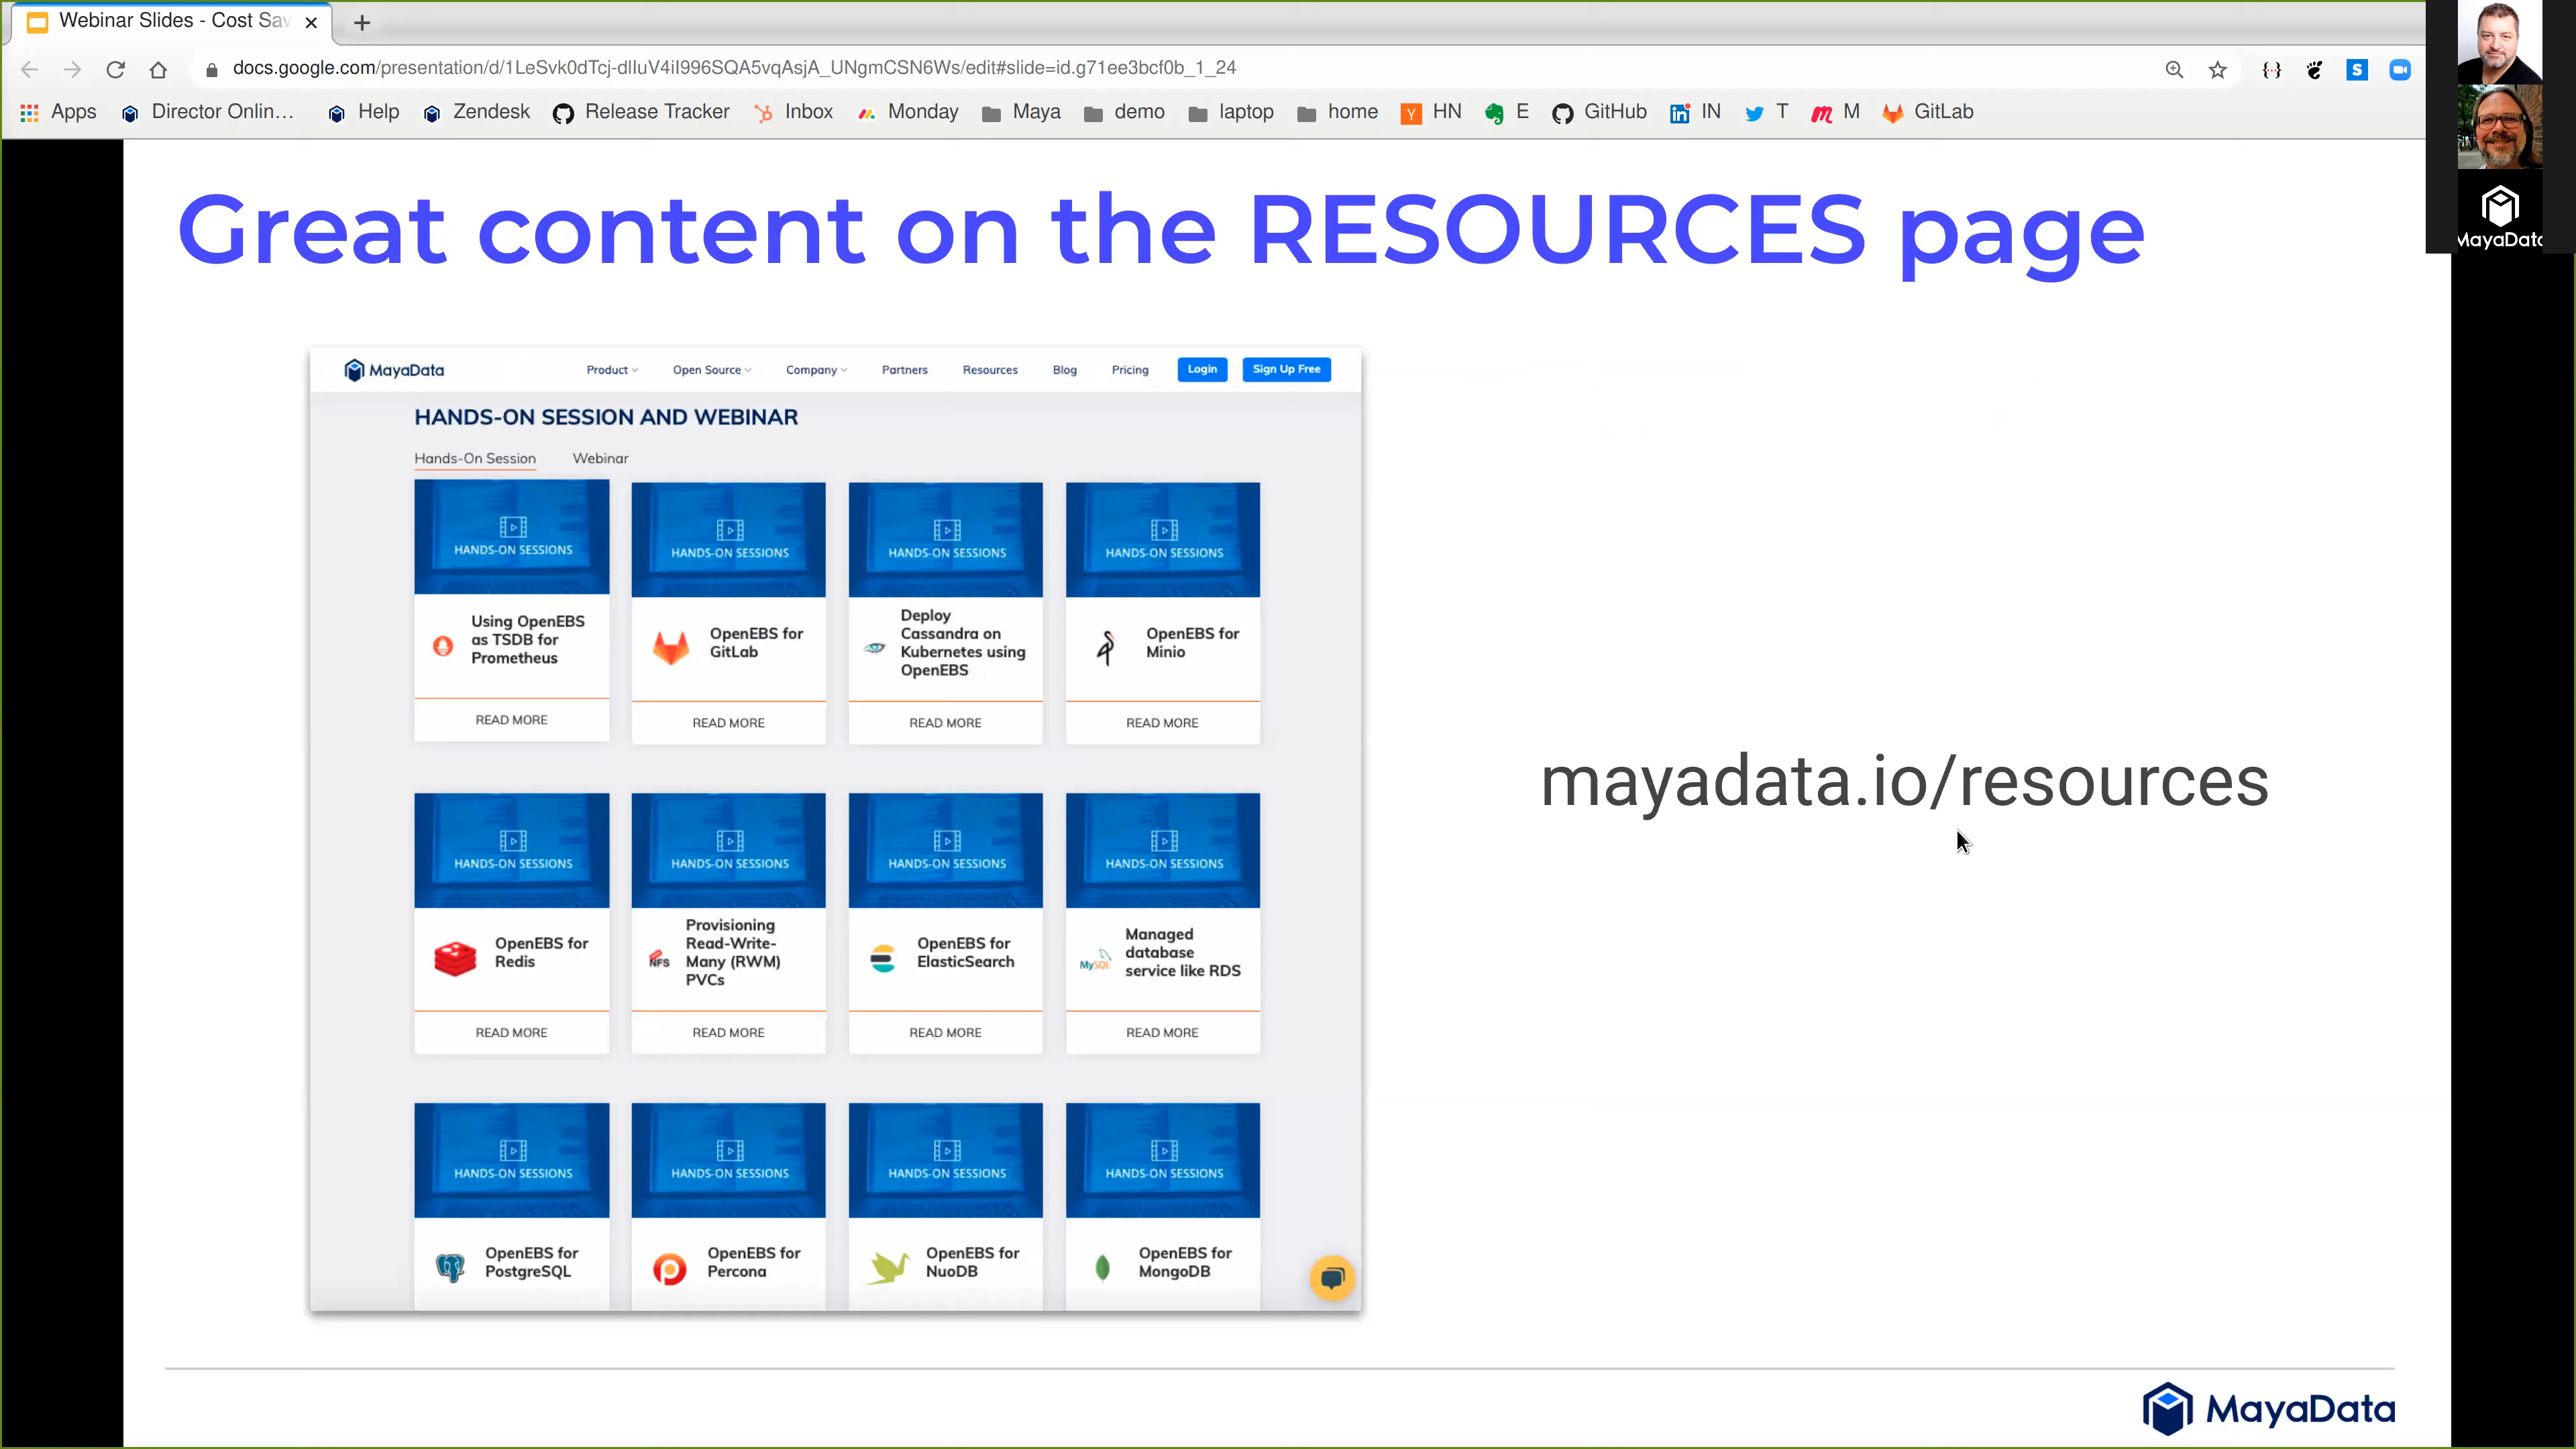 Webinar Slides - Cost Sav
docs.google.com/presentation/d/1LeSvk0dTcj-dlIuV4iI996SQA5vqAsjA_UNgmCSN6Ws/edit#slide=id.g71ee3bcf0b_1_24
Apps Director Onlin… Help Zendesk Release Tracker Inbox Monday Maya demo laptop home HN E GitHub IN T M GitLab
MayaData
Great content on the RESOURCES page
MayaData Product Open Source Company Partners Resources Blog Pricing Login Sign Up Free
HANDS-ON SESSION AND WEBINAR
Hands-On Session Webinar
HANDS-ON SESSIONS HANDS-ON SESSIONS HANDS-ON SESSIONS HANDS-ON SESSIONS
Using OpenEBS
as TSDB for
Prometheus
OpenEBS for
GitLab
Deploy
Cassandra on
Kubernetes using
OpenEBS
OpenEBS for
Minio
READ MORE READ MORE READ MORE READ MORE
mayadata.io/resources
HANDS-ON SESSIONS HANDS-ON SESSIONS HANDS-ON SESSIONS HANDS-ON SESSIONS
OpenEBS for
Redis
NFS
Provisioning
Read-Write-
Many (RWM)
PVCs
OpenEBS for
ElasticSearch
MySQL
Managed
database
service like RDS
READ MORE READ MORE READ MORE READ MORE
HANDS-ON SESSIONS HANDS-ON SESSIONS HANDS-ON SESSIONS HANDS-ON SESSIONS
OpenEBS for
PostgreSQL
OpenEBS for
Percona
OpenEBS for
NuoDB
OpenEBS for
MongoDB
MayaData